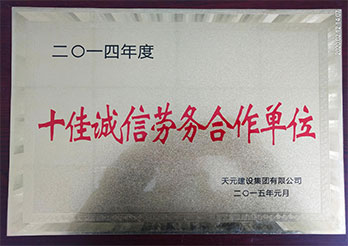 二〇一四年度
十佳诚信劳务合作单位
天元建设集团有限公司
二〇一五年元月